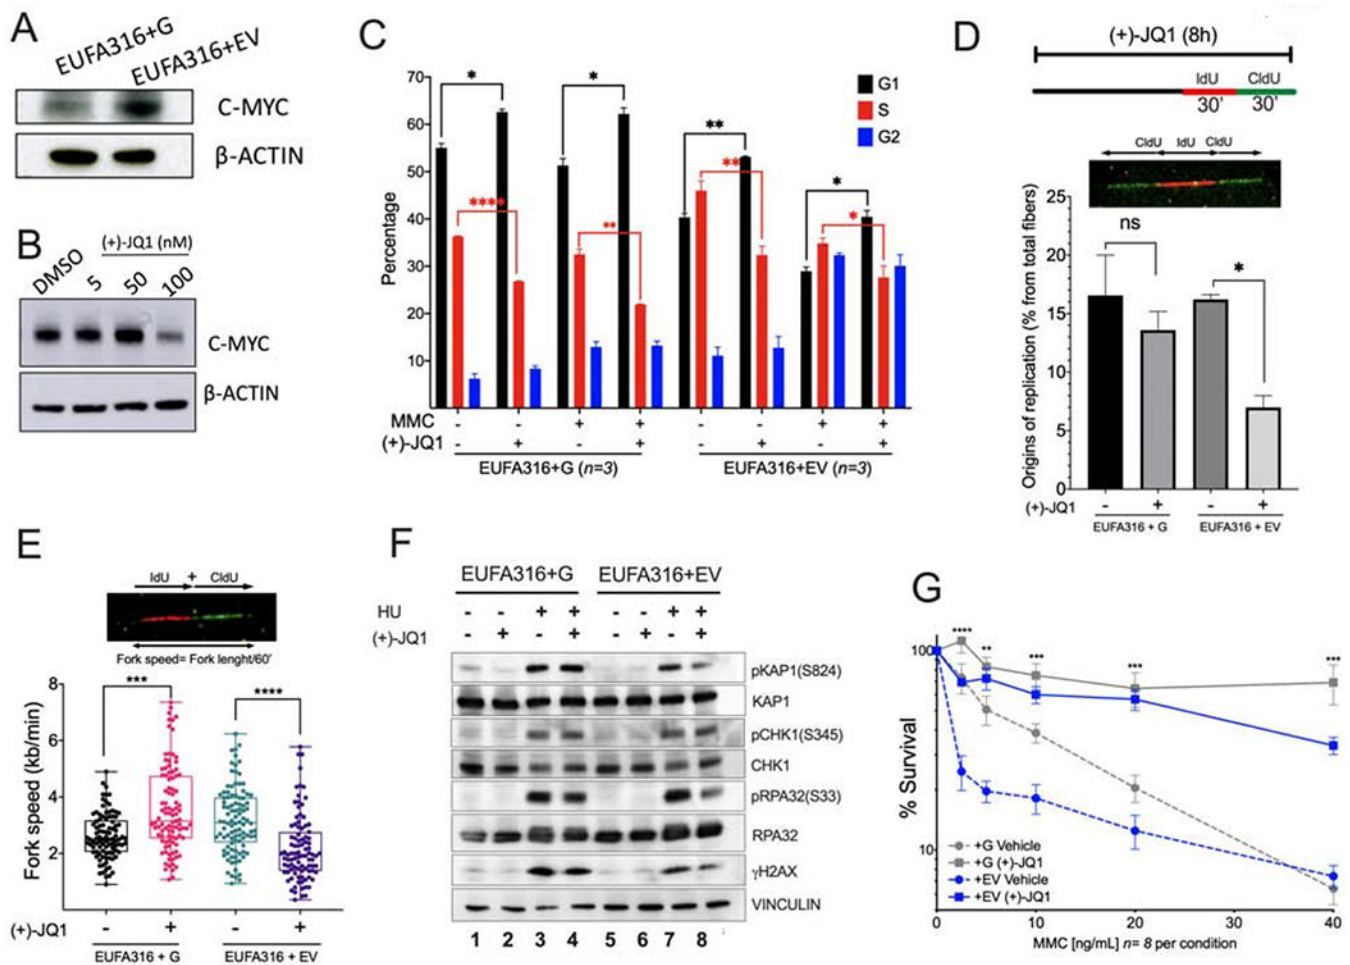 A
EUFA316+G
EUFA316+EV
C-MYC
β-ACTIN
B
DMSO
(+)-JQ1 (nM)
5 50 100
C-MYC
β-ACTIN
C
G1
S
G2
70
60
50
40
30
20
10
Percentage
* * ** *
**** ** ** *
MMC - - + + - - + +
(+)-JQ1 - + - + - + - +
EUFA316+G (n=3) EUFA316+EV (n=3)
D
(+)-JQ1 (8h)
IdU CldU
30' 30'
CldU IdU CldU
25
20
15
10
5
0
Origins of replication (% from total fibers)
ns *
(+)-JQ1 - + - +
EUFA316 + G EUFA316 + EV
E
IdU + CldU
Fork speed= Fork lenght/60'
8
6
4
2
Fork speed (kb/min)
*** ****
(+)-JQ1 - + - +
EUFA316 + G EUFA316 + EV
F
EUFA316+G EUFA316+EV
HU - - + + - - + +
(+)-JQ1 - + - + - + - +
pKAP1(S824)
KAP1
pCHK1(S345)
CHK1
pRPA32(S33)
RPA32
γH2AX
VINCULIN
1 2 3 4 5 6 7 8
G
100
10
% Survival
**** ** *** *** ***
+G Vehicle
+G (+)-JQ1
+EV Vehicle
+EV (+)-JQ1
0 10 20 30 40
MMC [ng/mL] n= 8 per condition